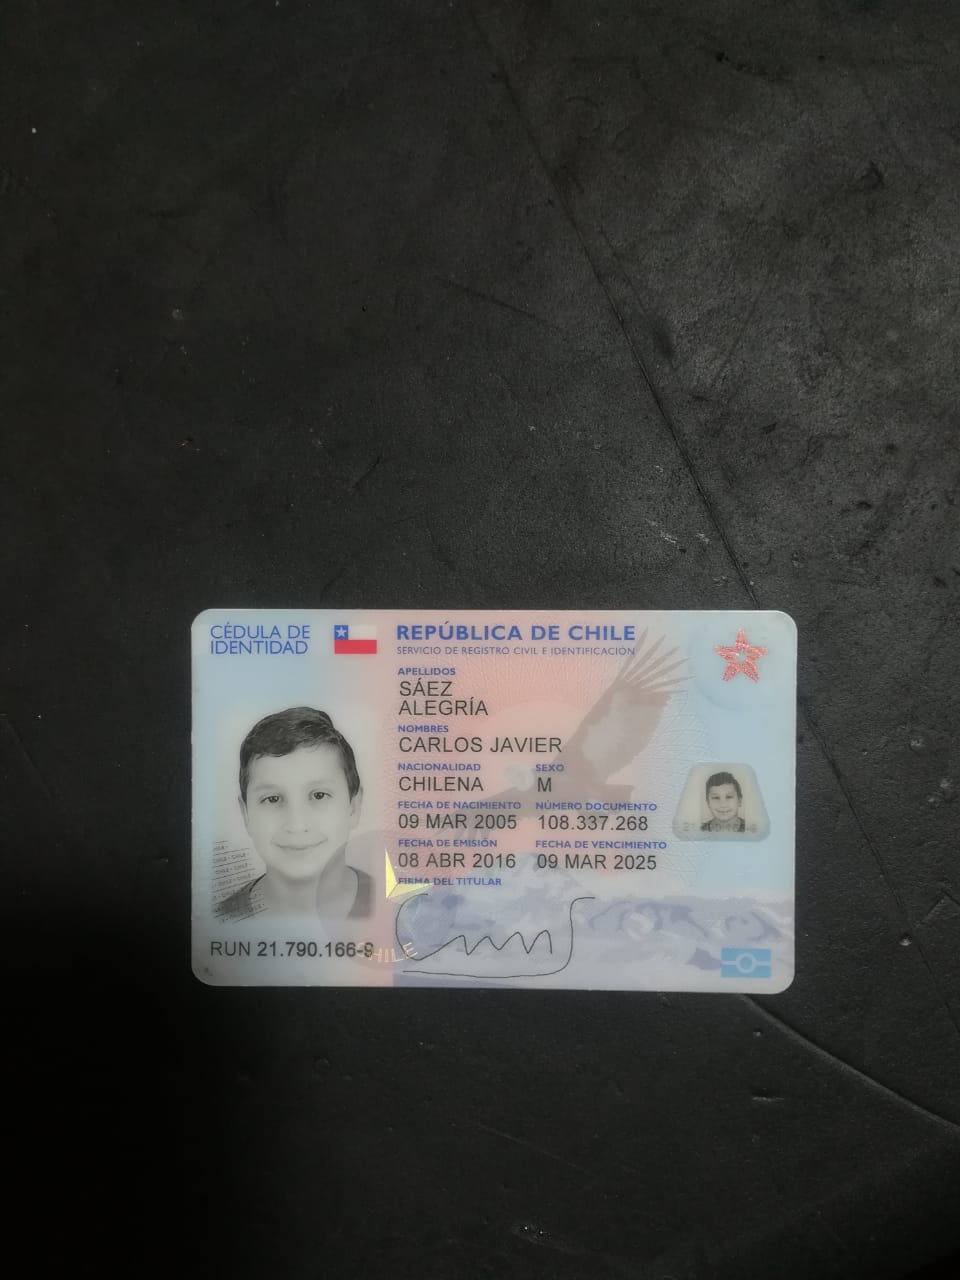 CÉDULA DE
IDENTIDAD
REPÚBLICA DE CHILE
SERVICIO DE REGISTRO CIVIL E IDENTIFICACIÓN
APELLIDOS
SÁEZ
ALEGRÍA
NOMBRES
CARLOS JAVIER
NACIONALIDAD SEXO
CHILENA M
FECHA DE NACIMIENTO NÚMERO DOCUMENTO
09 MAR 2005 108.337.268
FECHA DE EMISIÓN FECHA DE VENCIMIENTO
08 ABR 2016 09 MAR 2025
FIRMA DEL TITULAR
RUN 21.790.166-9
CHILE